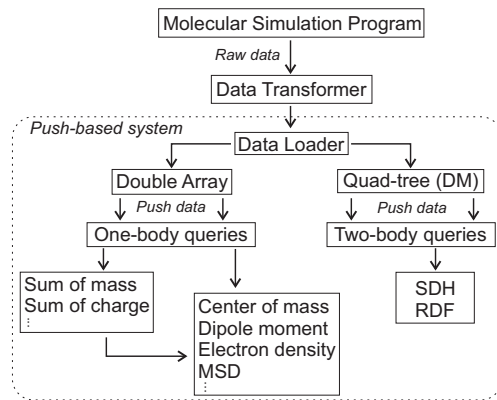 Molecular Simulation Program
Raw data
Data Transformer
Push-based system
Data Loader
Double Array
Quad-tree (DM)
Push data
Push data
One-body queries
Two-body queries
Sum of mass
Sum of charge
⋮
Center of mass
Dipole moment
Electron density
MSD
⋮
SDH
RDF